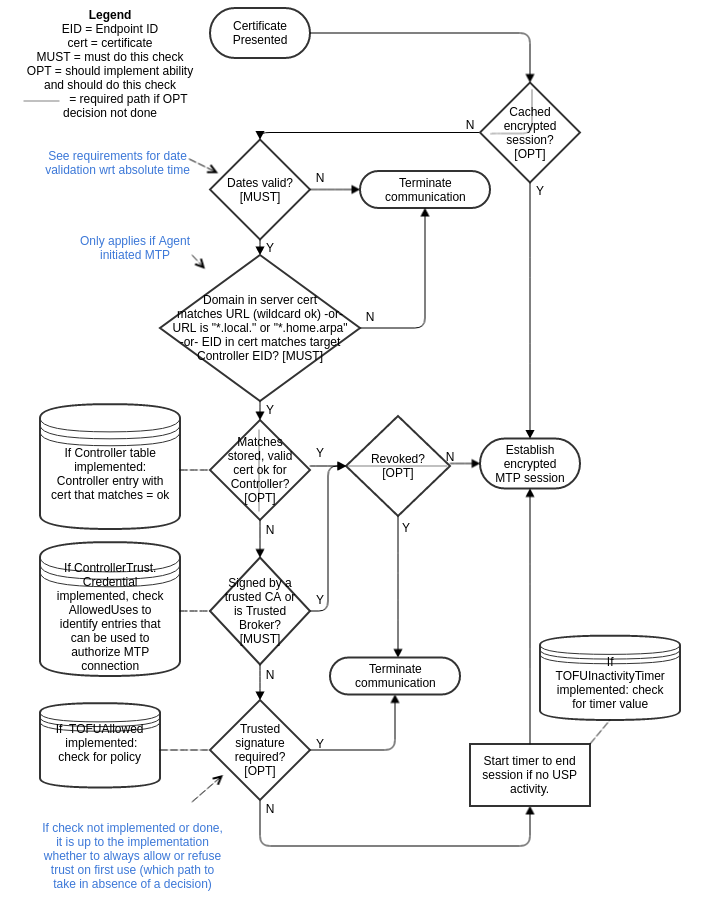 Legend
EID = Endpoint ID
cert = certificate
MUST = must do this check
OPT = should implement ability
and should do this check
= required path if OPT
decision not done
Certificate
Presented
Cached
encrypted
session?
[OPT]
N
Y
See requirements for date
validation wrt absolute time
Dates valid?
[MUST]
N
Y
Terminate
communication
Only applies if Agent
initiated MTP
Domain in server cert
matches URL (wildcard ok) -or-
URL is "*.local." or "*.home.arpa"
-or- EID in cert matches target
Controller EID? [MUST]
N
Y
If Controller table
implemented:
Controller entry with
cert that matches = ok
Matches
stored, valid
cert ok for
Controller?
[OPT]
Y
N
Revoked?
[OPT]
N
Y
Establish
encrypted
MTP session
If ControllerTrust.
Credential
implemented, check
AllowedUses to
identify entries that
can be used to
authorize MTP
connection
Signed by a
trusted CA or
is Trusted
Broker?
[MUST]
Y
N
Terminate
communication
If
TOFUInactivityTimer
implemented: check
for timer value
If TOFUAllowed
implemented:
check for policy
Trusted
signature
required?
[OPT]
Y
N
Start timer to end
session if no USP
activity.
If check not implemented or done,
it is up to the implementation
whether to always allow or refuse
trust on first use (which path to
take in absence of a decision)